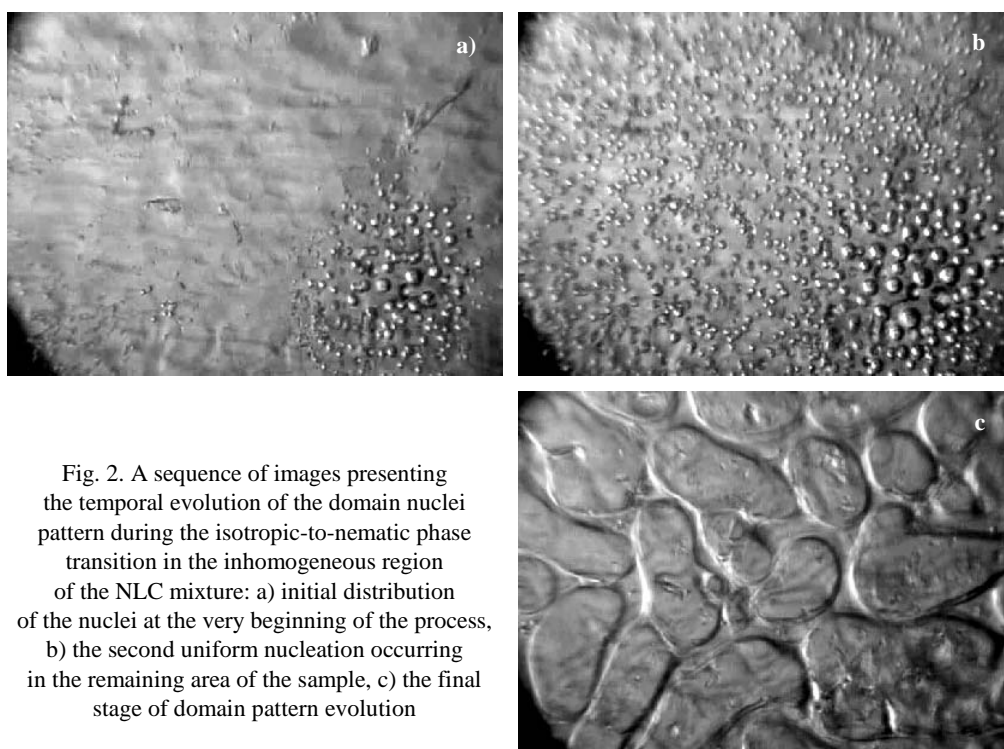 a)
b
c
Fig. 2. A sequence of images presenting
the temporal evolution of the domain nuclei
pattern during the isotropic-to-nematic phase
transition in the inhomogeneous region
of the NLC mixture: a) initial distribution
of the nuclei at the very beginning of the process,
b) the second uniform nucleation occurring
in the remaining area of the sample, c) the final
stage of domain pattern evolution